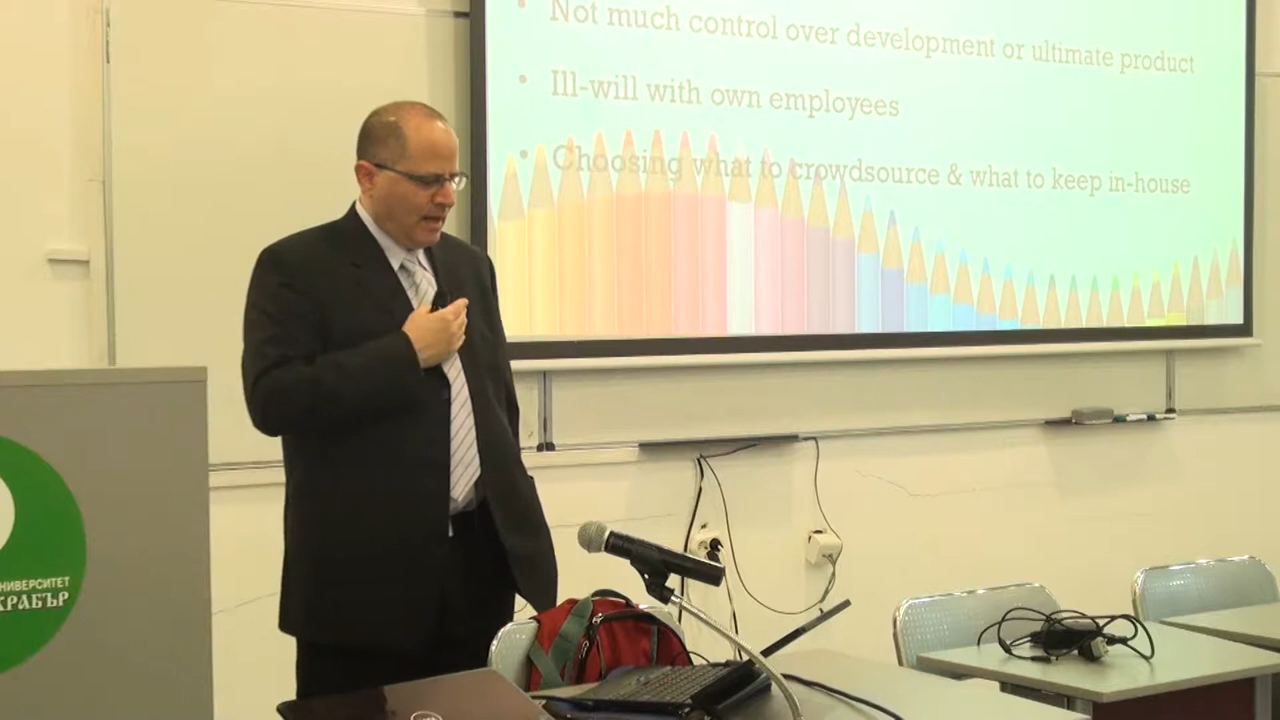 • Not much control over development or ultimate product
• Ill-will with own employees
• Choosing what to crowdsource & what to keep in-house
НИВЕРСИТЕТ
ХРАБЪР